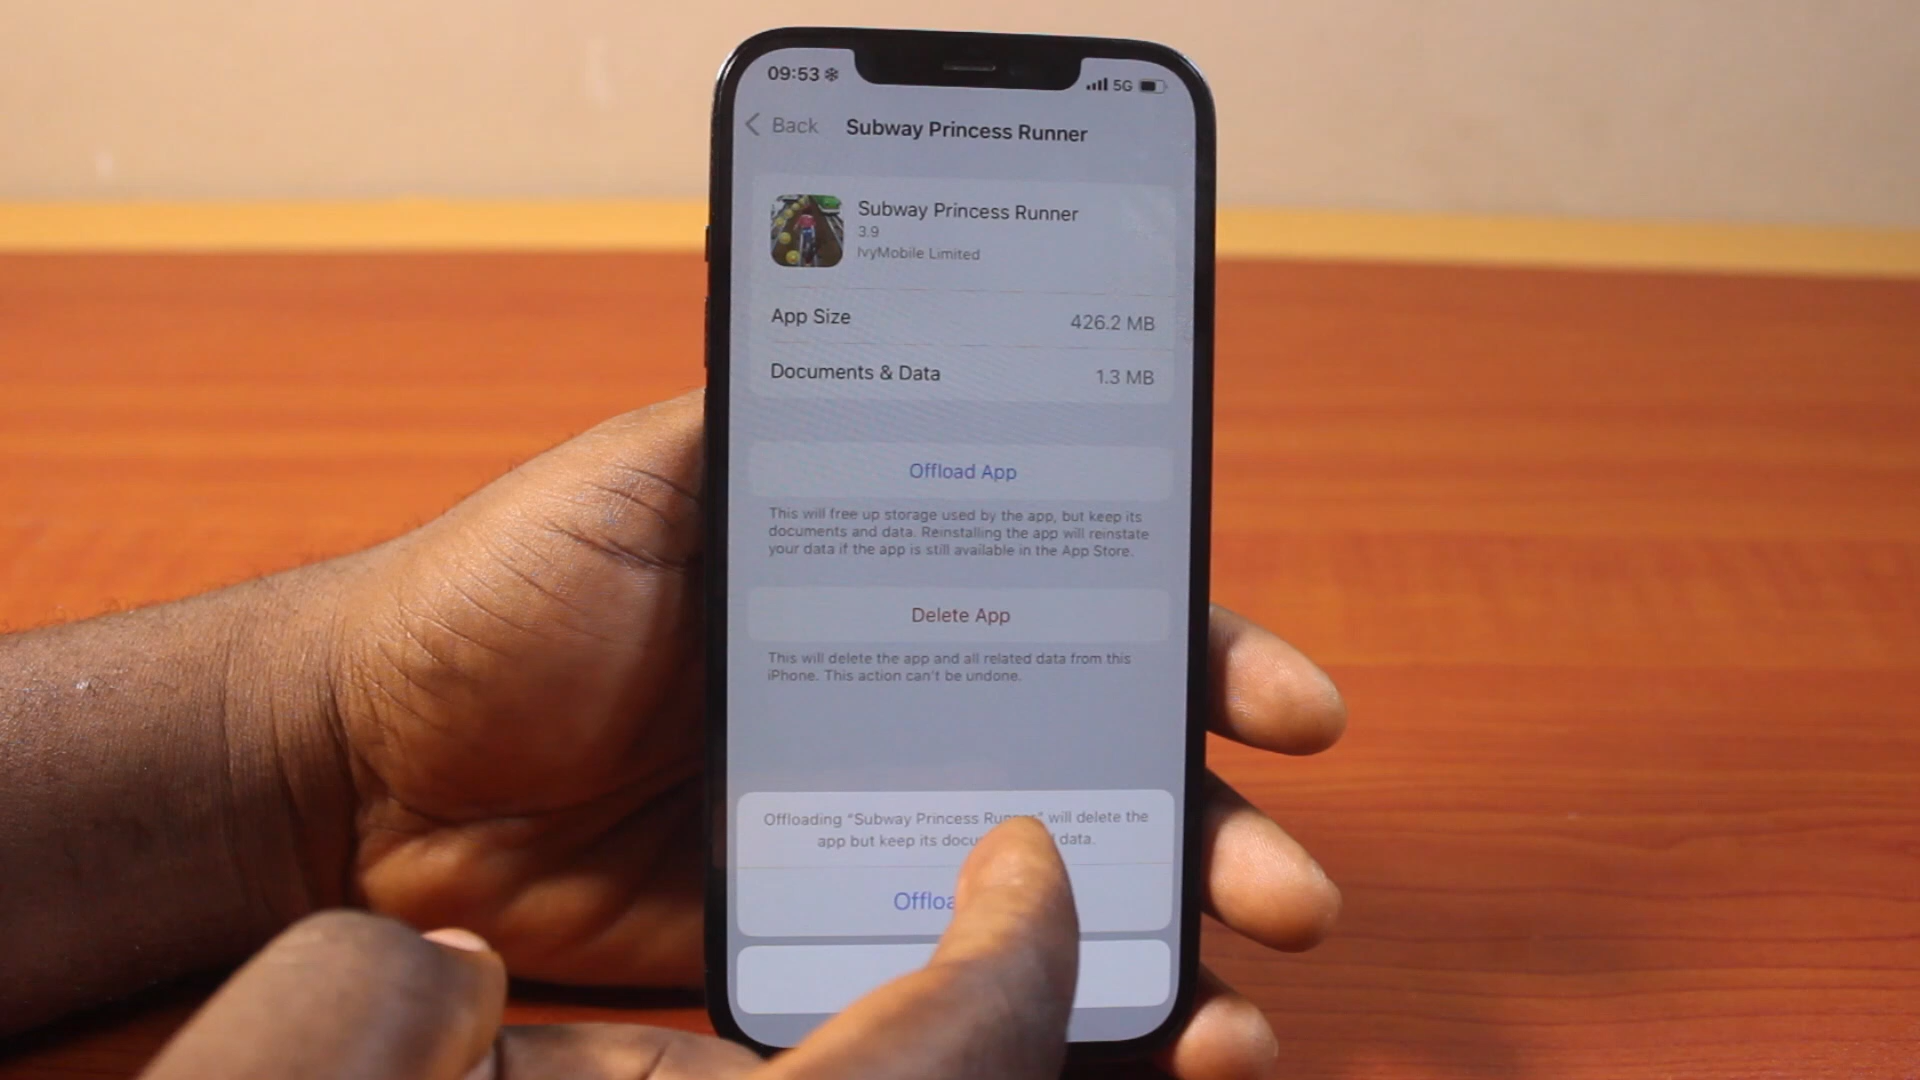 09:53
5G
Back
Subway Princess Runner
Subway Princess Runner
3.9
IvyMobile Limited
App Size
426.2 MB
Documents & Data
1.3 MB
Offload App
This will free up storage used by the app, but keep its
documents and data. Reinstalling the app will reinstate
your data if the app is still available in the App Store.
Delete App
This will delete the app and all related data from this
iPhone. This action can't be undone.
Offloading “Subway Princess will delete the
app but keep its data.